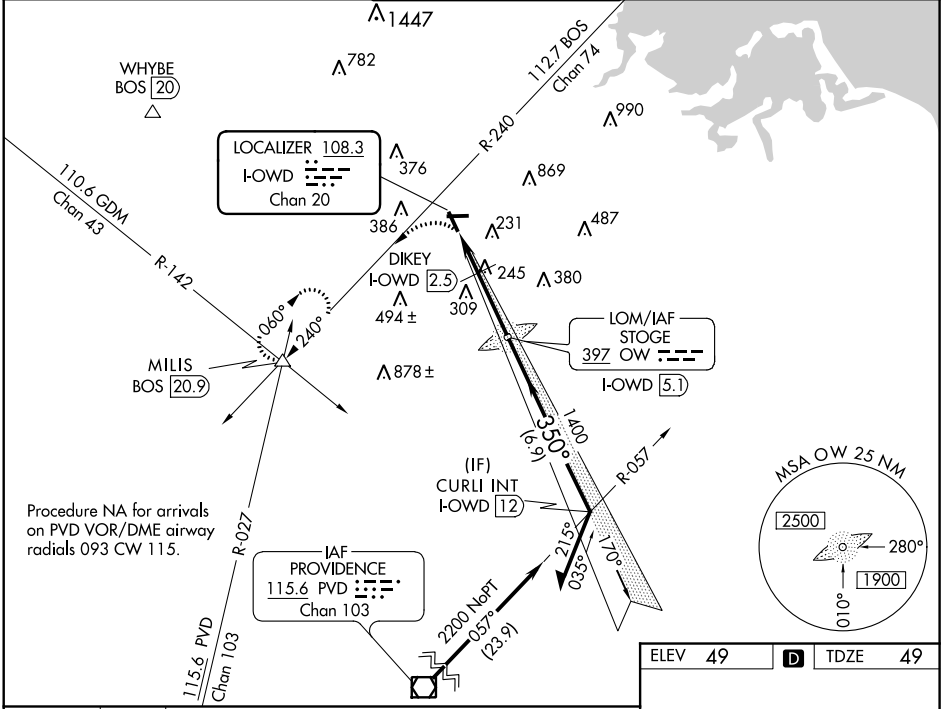 1447
782
WHYBE
BOS 20
112.7 BOS
Chan 74
R-240
990
LOCALIZER 108.3
I-OWD
Chan 20
376
869
110.6 GDM
Chan 43
R-142
386
231
487
DIKEY
I-OWD 2.5
245
380
309
494 ±
060°
240°
LOM/IAF
STOGE
397 OW
I-OWD 5.1
MILIS
BOS 20.9
878 ±
1400
350°
(6.9)
R-057
(IF)
CURLI INT
I-OWD 12
MSA OW 25 NM
2500
280°
1900
010°
Procedure NA for arrivals
on PVD VOR/DME airway
radials 093 CW 115.
R-027
215°
035°
170°
IAF
PROVIDENCE
115.6 PVD
Chan 103
2200 NoPT
057°
(23.9)
115.6 PVD
Chan 103
ELEV 49 D TDZE 49